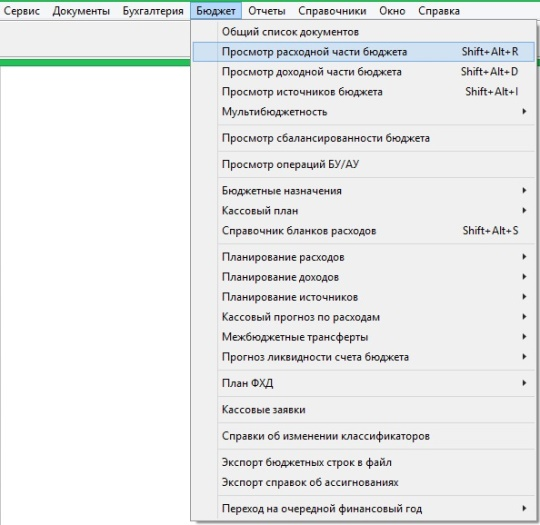 Сервис Документы Бухгалтерия Бюджет Отчеты Справочники Окно Справка
Общий список документов
Просмотр расходной части бюджета Shift+Alt+R
Просмотр доходной части бюджета Shift+Alt+D
Просмотр источников бюджета Shift+Alt+I
Мультибюджетность
Просмотр сбалансированности бюджета
Просмотр операций БУ/АУ
Бюджетные назначения
Кассовый план
Справочник бланков расходов Shift+Alt+S
Планирование расходов
Планирование доходов
Планирование источников
Кассовый прогноз по расходам
Межбюджетные трансферты
Прогноз ликвидности счета бюджета
План ФХД
Кассовые заявки
Справки об изменении классификаторов
Экспорт бюджетных строк в файл
Экспорт справок об ассигнованиях
Переход на очередной финансовый год